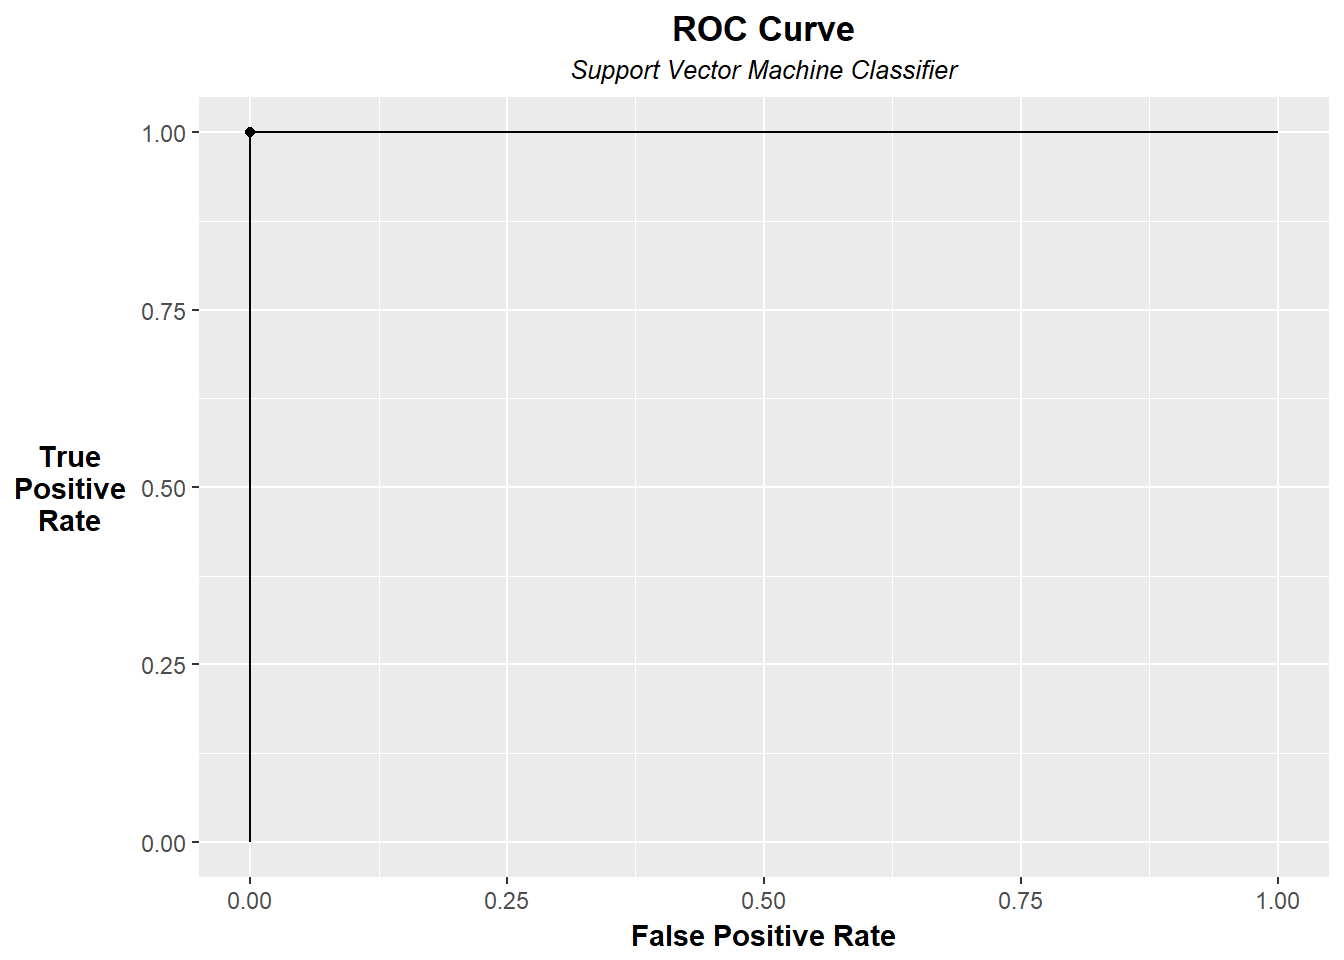 ROC Curve
Support Vector Machine Classifier
1.00
0.75
0.50
0.25
0.00
True
Positive
Rate
0.00 0.25 0.50 0.75 1.00
False Positive Rate